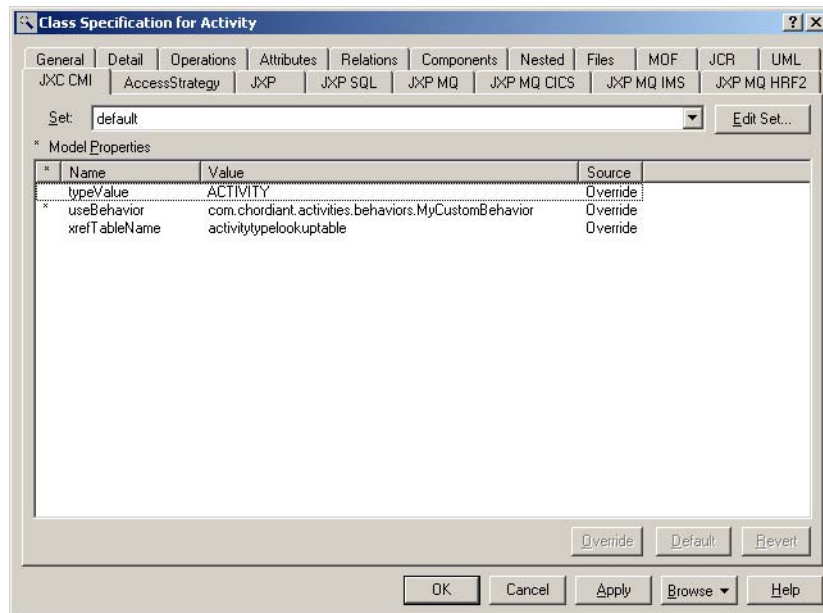 Class Specification for Activity
General Detail Operations Attributes Relations Components Nested Files MOF JCR UML
JXC CMI AccessStrategy JXP JXP SQL JXP MQ JXP MQ CICS JXP MQ IMS JXP MQ HRF2
Set: default Edit Set...
* Model Properties
* Name Value Source
typeValue ACTIVITY Override
* useBehavior com.chordiant.activities.behaviors.MyCustomBehavior Override
xrefTableName activitytypelookuptable Override
Override Default Revert
OK Cancel Apply Browse Help